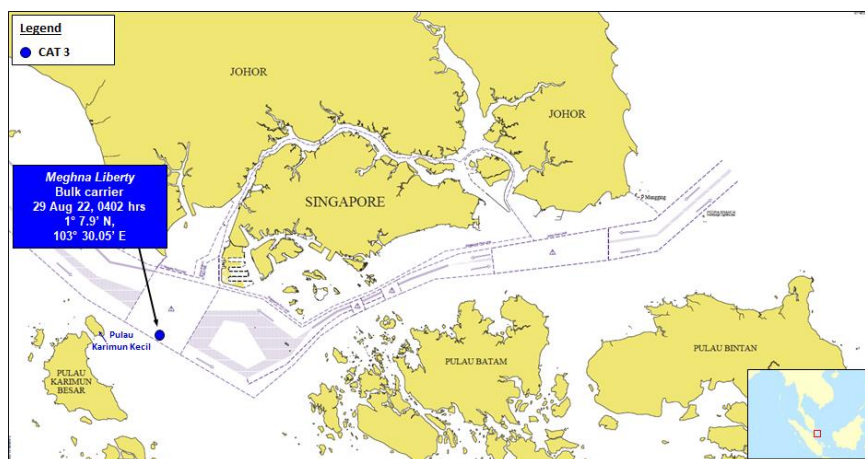 Legend
CAT 3
JOHOR
JOHOR
Meghna Liberty
Bulk carrier
29 Aug 22, 0402 hrs
1° 7.9' N,
103° 30.05' E
SINGAPORE
Pulau
Karimun Kecil
PULAU
KARIMUN
BESAR
PULAU BATAM
PULAU BINTAN